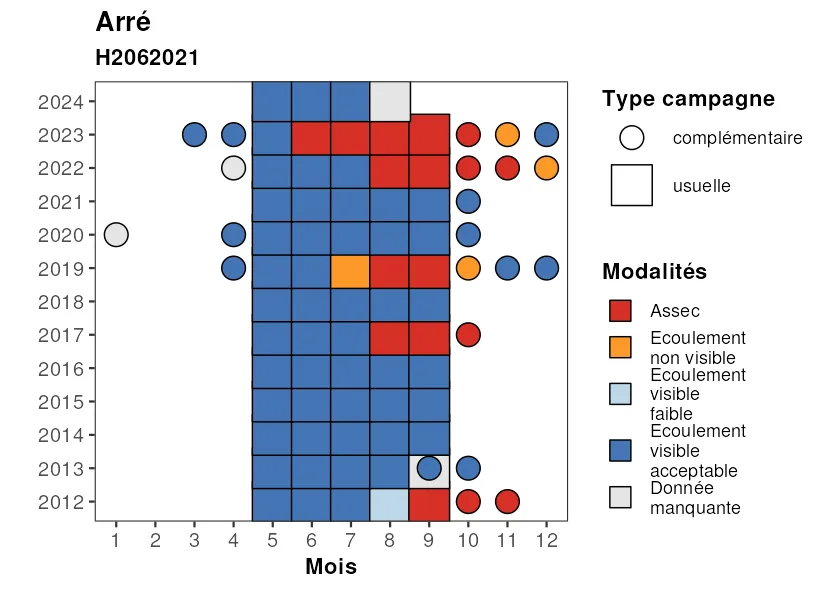 Arré
H2062021
2024
2023
2022
2021
2020
2019
2018
2017
2016
2015
2014
2013
2012
1 2 3 4 5 6 7 8 9 10 11 12
Mois
Type campagne
complémentaire
usuelle
Modalités
Assec
Ecoulement
non visible
Ecoulement
visible
faible
Ecoulement
visible
acceptable
Donnée
manquante